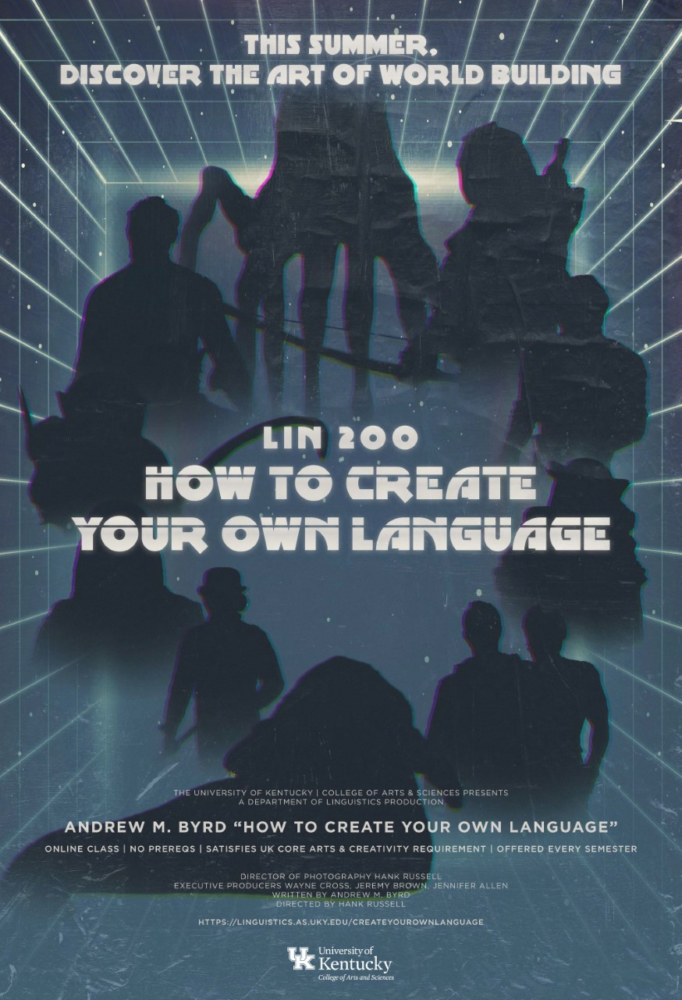 THIS SUMMER,
DISCOVER THE ART OF WORLD BUILDING
LIN 200
HOW TO CREATE
YOUR OWN LANGUAGE
THE UNIVERSITY OF KENTUCKY | COLLEGE OF ARTS & SCIENCES PRESENTS
A DEPARTMENT OF LINGUISTICS PRODUCTION
ANDREW M. BYRD “HOW TO CREATE YOUR OWN LANGUAGE”
ONLINE CLASS | NO PREREQS | SATISFIES UK CORE ARTS & CREATIVITY REQUIREMENT | OFFERED EVERY SEMESTER
DIRECTOR OF PHOTOGRAPHY HANK RUSSELL
EXECUTIVE PRODUCERS WAYNE CROSS, JEREMY BROWN, JENNIFER ALLEN
WRITTEN BY ANDREW M. BYRD
DIRECTED BY HANK RUSSELL
HTTPS://LINGUISTICS.AS.UKY.EDU/CREATEYOUROWNLANGUAGE
UK University of
Kentucky
College of Arts and Sciences